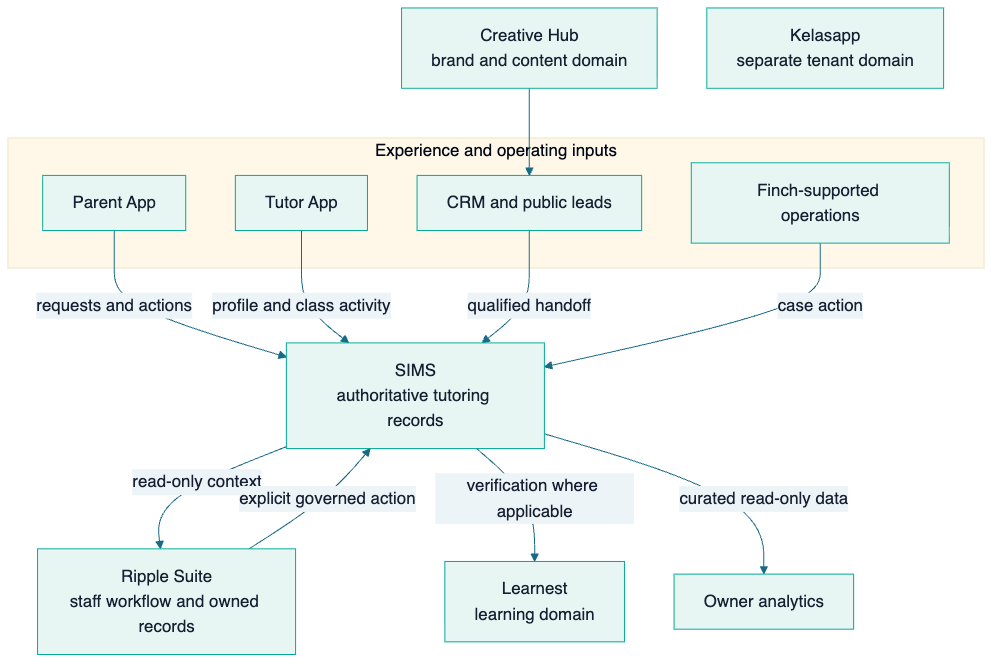 Creative Hub
brand and content domain
Kelasapp
separate tenant domain
Experience and operating inputs
Parent App
Tutor App
CRM and public leads
Finch-supported
operations
requests and actions
profile and class activity
qualified handoff
case action
SIMS
authoritative tutoring
records
read-only context
explicit governed action
verification where
applicable
curated read-only data
Ripple Suite
staff workflow and owned
records
Learnest
learning domain
Owner analytics